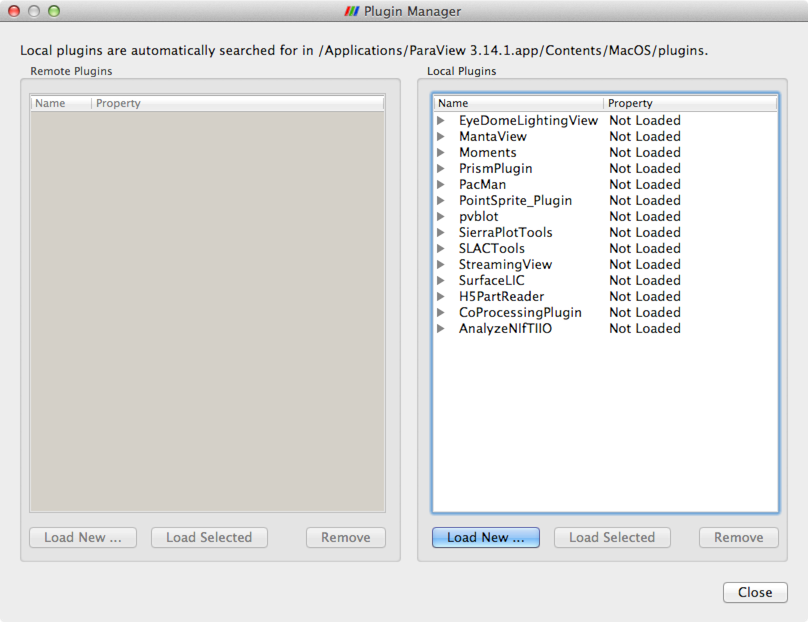 Plugin Manager
Local plugins are automatically searched for in /Applications/ParaView 3.14.1.app/Contents/MacOS/plugins.
Remote Plugins
Name Property
Load New ... Load Selected Remove
Local Plugins
Name Property
EyeDomeLightingView Not Loaded
MantaView Not Loaded
Moments Not Loaded
PrismPlugin Not Loaded
PacMan Not Loaded
PointSprite_Plugin Not Loaded
pvblot Not Loaded
SierraPlotTools Not Loaded
SLACTools Not Loaded
StreamingView Not Loaded
SurfaceLIC Not Loaded
H5PartReader Not Loaded
CoProcessingPlugin Not Loaded
AnalyzeNIfTIIO Not Loaded
Load New ... Load Selected Remove
Close